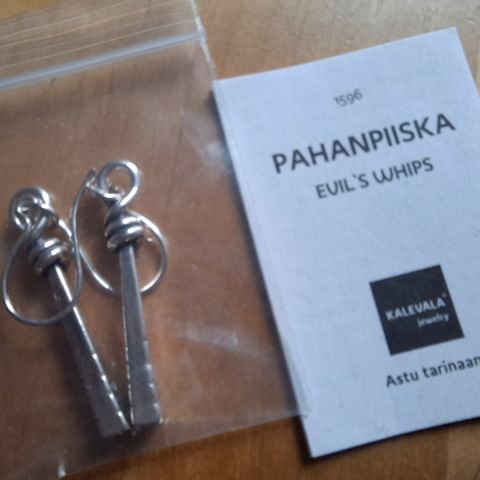 1596
PAHANPIISKA
EVIL`S WHIPS
KALEVALA®
jewelry
Astu tarinaan